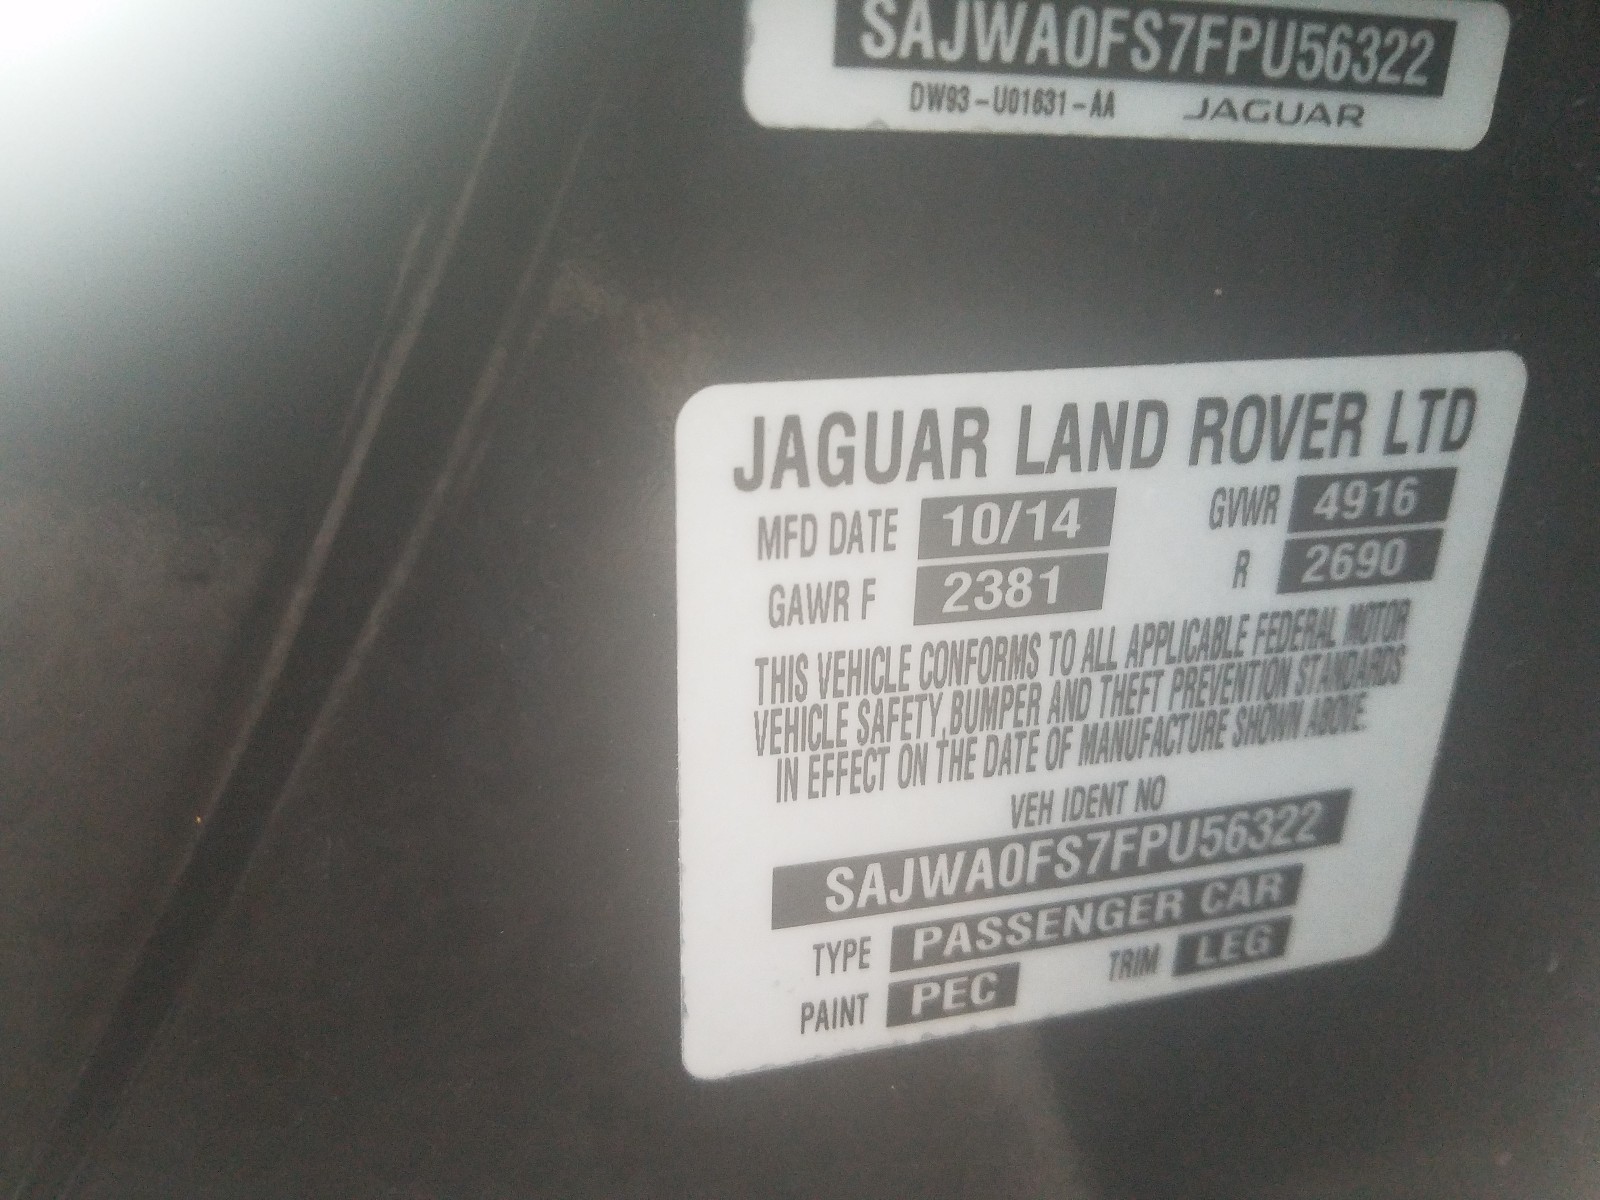 SAJWA0FS7FPU56322
DW93-U01631-AA JAGUAR
JAGUAR LAND ROVER LTD
MFD DATE 10/14 GVWR 4916
GAWR F 2381 R 2690
THIS VEHICLE CONFORMS TO ALL APPLICABLE FEDERAL MOTOR
VEHICLE SAFETY, BUMPER AND THEFT PREVENTION STANDARDS
IN EFFECT ON THE DATE OF MANUFACTURE SHOWN ABOVE.
VEH IDENT NO
SAJWA0FS7FPU56322
TYPE PASSENGER CAR
PAINT PEC TRIM LEG